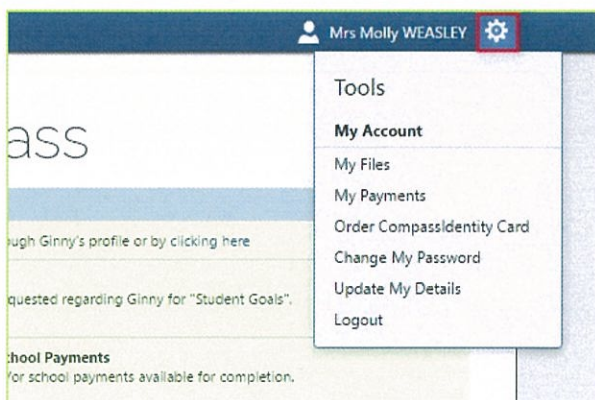 Mrs Molly WEASLEY
Tools
My Account
My Files
My Payments
Order CompassIdentity Card
Change My Password
Update My Details
Logout
ass
ough Ginny's profile or by clicking here
quested regarding Ginny for "Student Goals".
chool Payments
/or school payments available for completion.